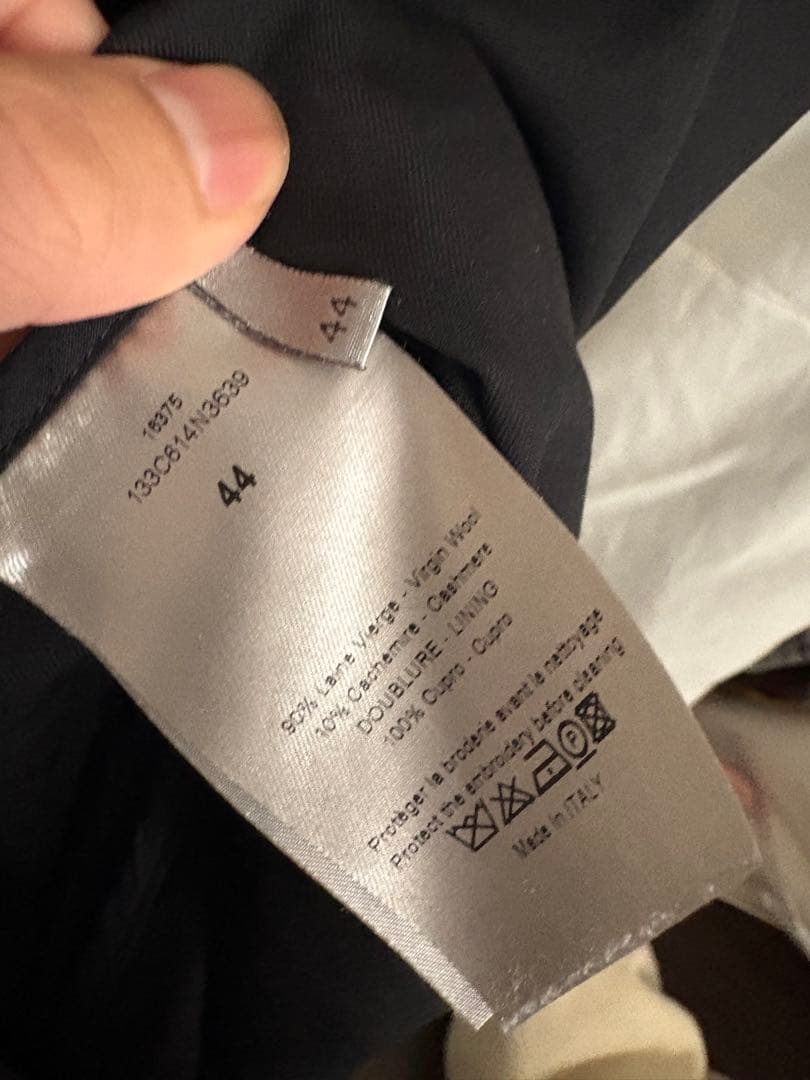 44
16375
133C614N3639
44
90% Laine Vierge - Virgin Wool
10% Cachemire - Cashmere
DOUBLURE - LINING
100% Cupro - Cupro
Protéger la broderie avant le nettoyage
Protect the embroidery before cleaning
P
Made in ITALY